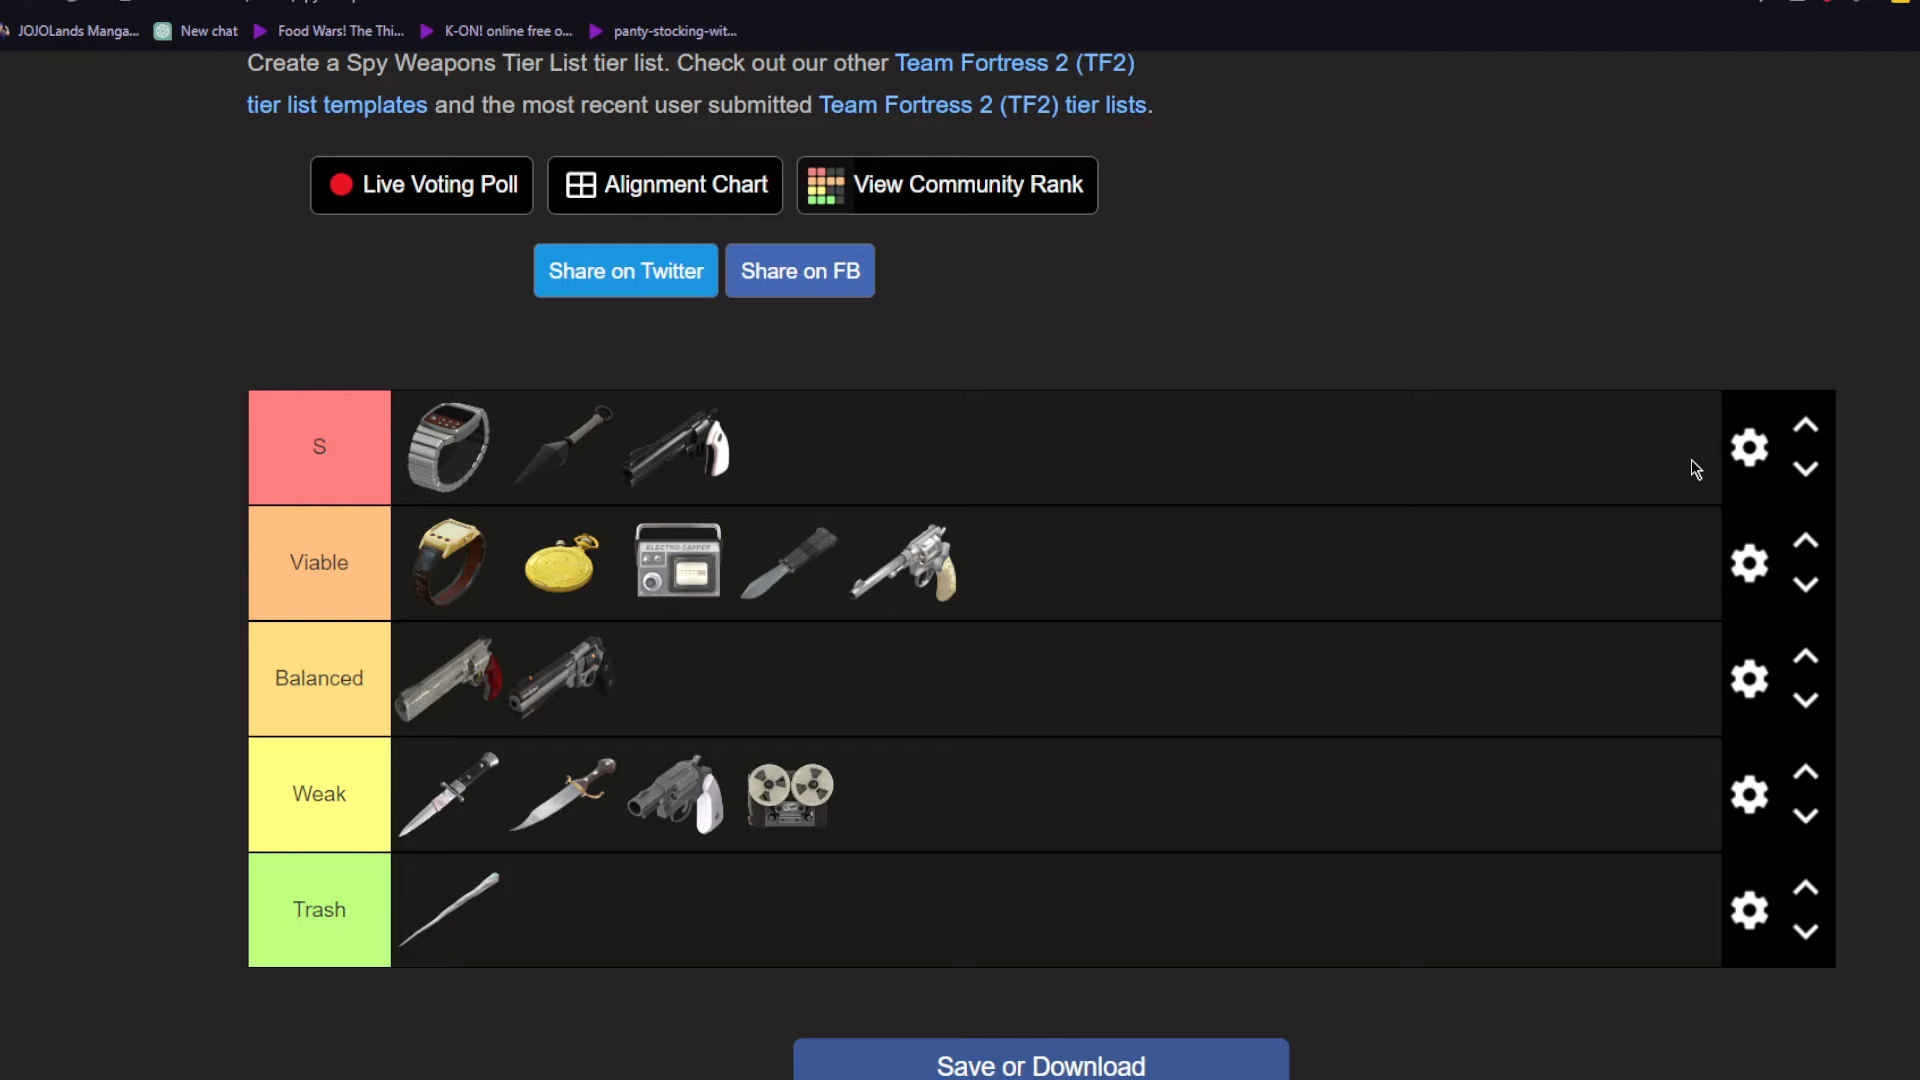 JOJOLands Manga...
New chat
Food Wars! The Thi...
K-ON! online free o...
panty-stocking-wit...
Create a Spy Weapons Tier List tier list. Check out our other Team Fortress 2 (TF2)
tier list templates and the most recent user submitted Team Fortress 2 (TF2) tier lists.
Live Voting Poll
Alignment Chart
View Community Rank
Share on Twitter
Share on FB
S
Viable
ELECTRO-SAPPER
Balanced
Weak
Trash
Save or Download